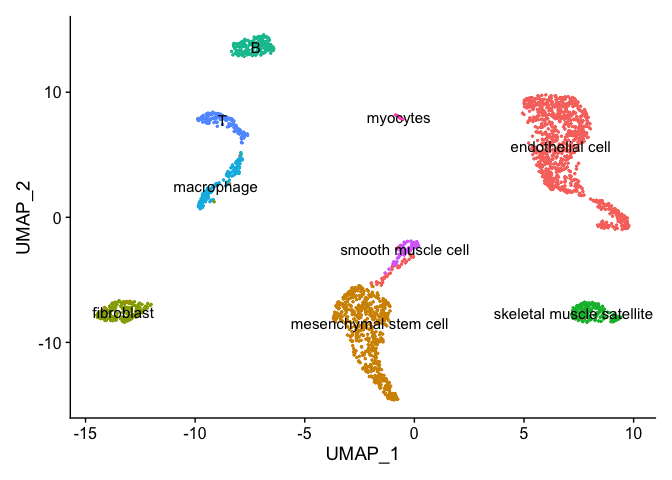 B
T
myocytes
endothelial cell
macrophage
smooth muscle cell
fibroblast
mesenchymal stem cell
skeletal muscle satellite
10
0
-10
UMAP_2
-15
-10
-5
0
5
10
UMAP_1